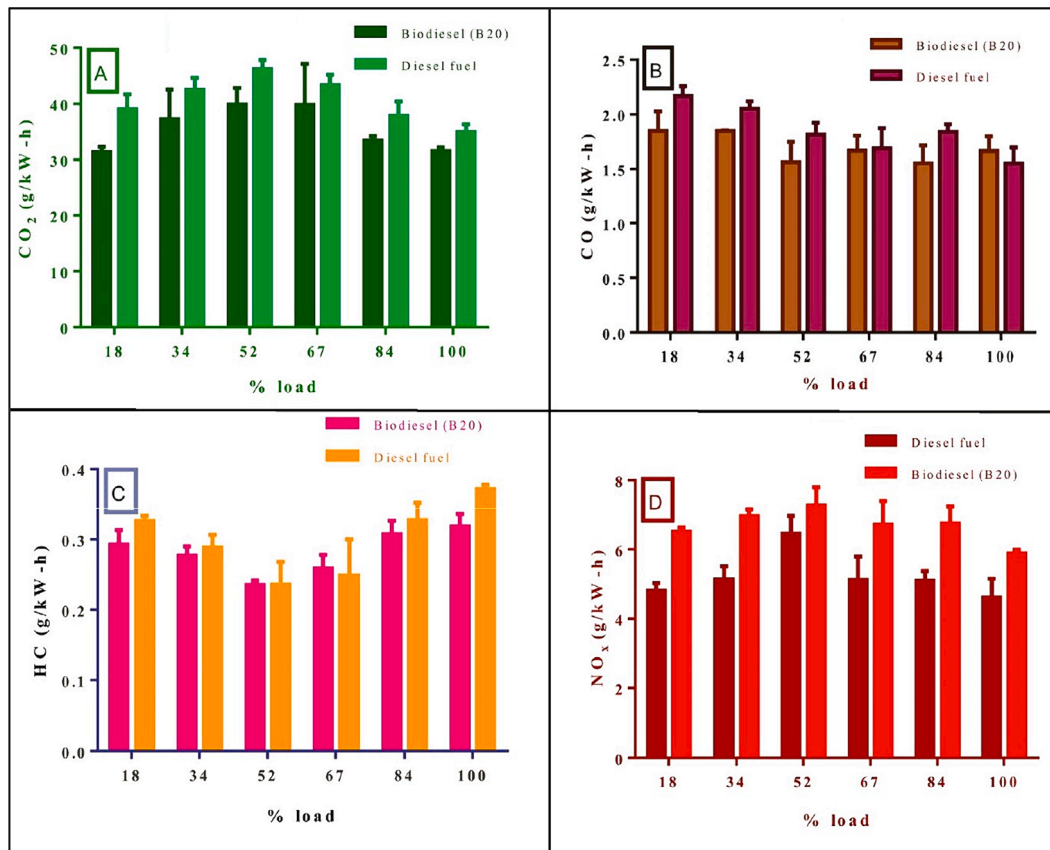 Biodiesel (B20)
Diesel fuel
A
CO2 (g/kW-h)
50
40
30
20
10
0
18 34 52 67 84 100
% load
Biodiesel (B20)
Diesel fuel
B
CO (g/kW-h)
2.5
2.0
1.5
1.0
0.5
0.0
18 34 52 67 84 100
% load
Biodiesel (B20)
Diesel fuel
C
HC (g/kW-h)
0.4
0.3
0.2
0.1
0.0
18 34 52 67 84 100
% load
Diesel fuel
Biodiesel (B20)
D
NOx (g/kW-h)
8
6
4
2
0
18 34 52 67 84 100
% load